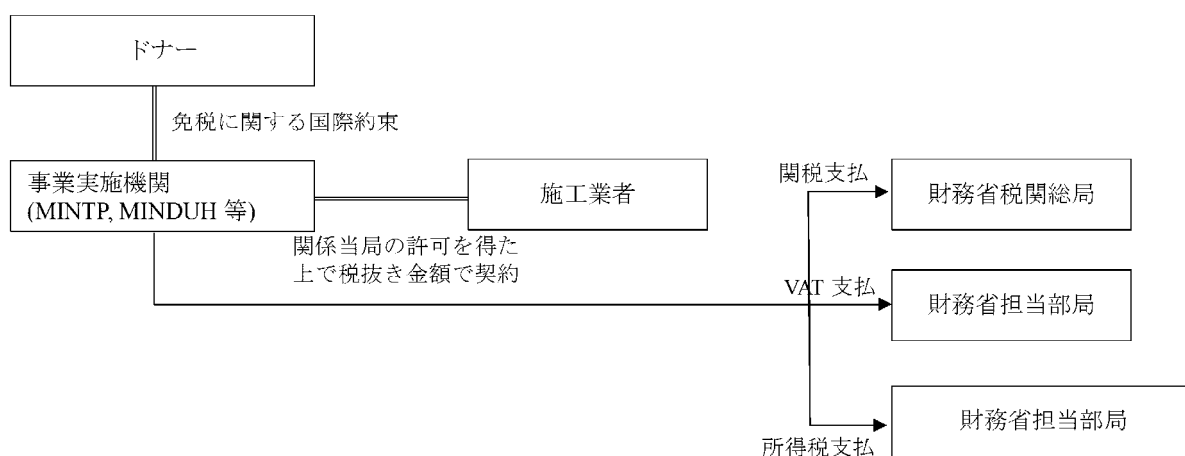 ドナー
免税に関する国際約束
事業実施機関
(MINTP, MINDUH 等)
施工業者
関係当局の許可を得た
上で税抜き金額で契約
関税支払
財務省税関総局
VAT 支払
財務省担当部局
所得税支払
財務省担当部局